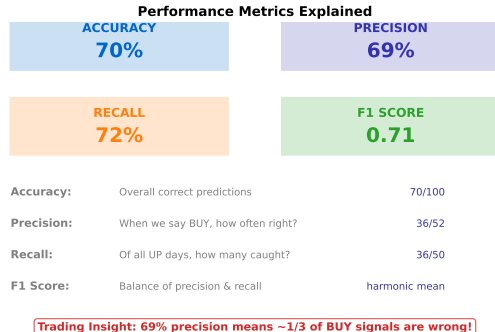 Performance Metrics Explained
ACCURACY
70%
PRECISION
69%
RECALL
72%
F1 SCORE
0.71
Accuracy: Overall correct predictions 70/100
Precision: When we say BUY, how often right? 36/52
Recall: Of all UP days, how many caught? 36/50
F1 Score: Balance of precision & recall harmonic mean
Trading Insight: 69% precision means ~1/3 of BUY signals are wrong!